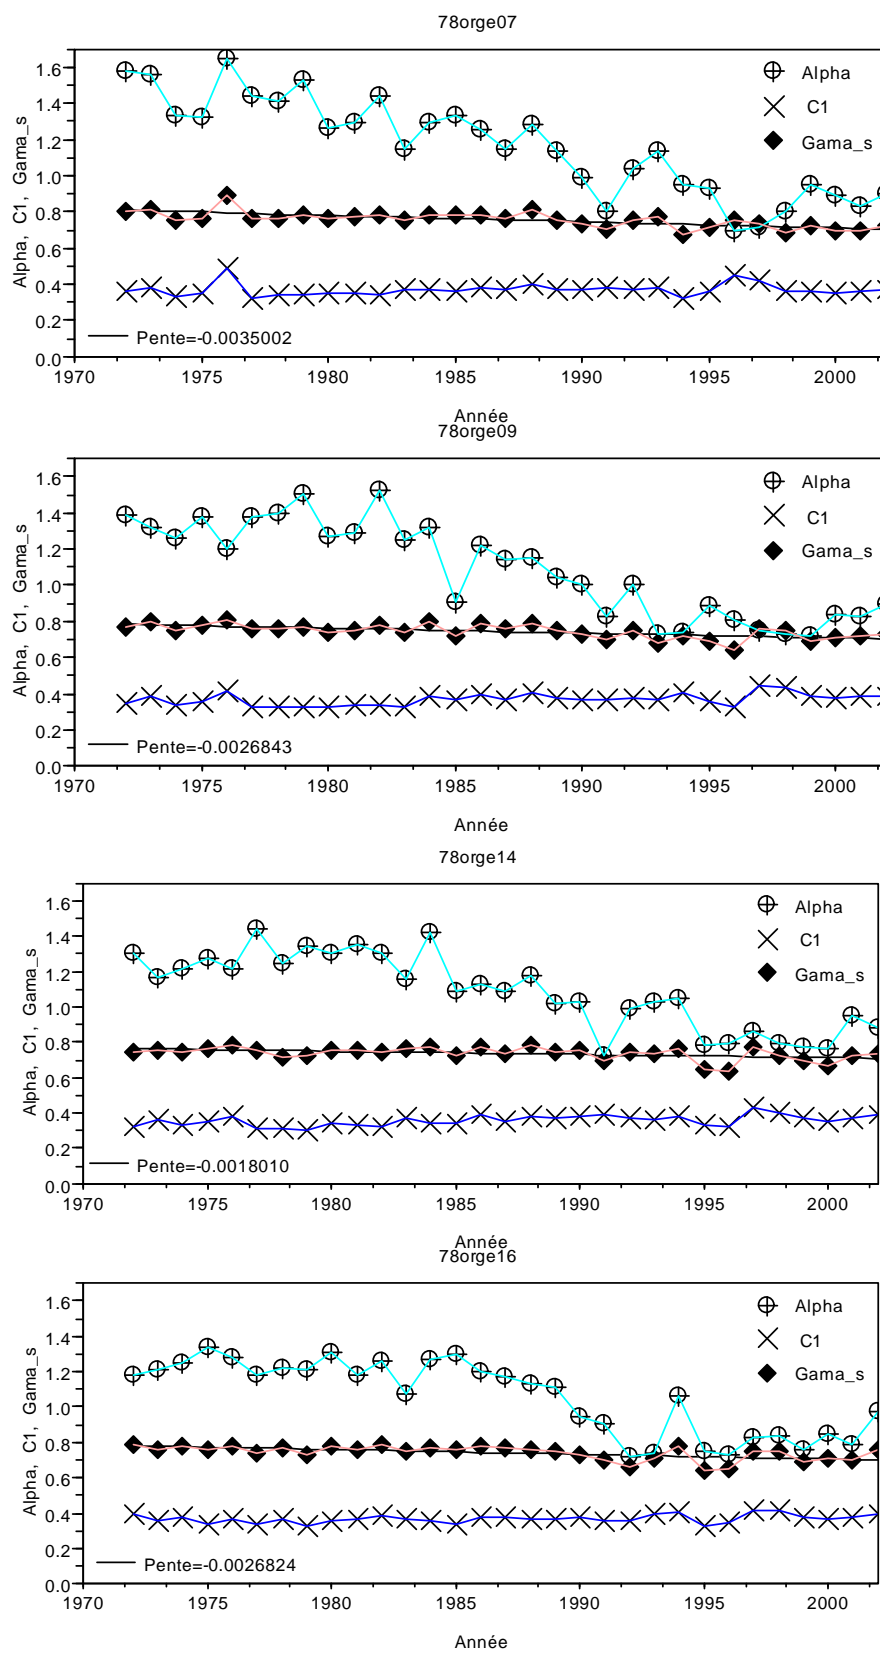 78orge07
Alpha, C1, Gama_s
1.6
1.4
1.2
1.0
0.8
0.6
0.4
0.2
0.0
Alpha
C1
Gama_s
Pente=-0.0035002
1970 1975 1980 1985 1990 1995 2000
Année
78orge09
Alpha, C1, Gama_s
1.6
1.4
1.2
1.0
0.8
0.6
0.4
0.2
0.0
Alpha
C1
Gama_s
Pente=-0.0026843
1970 1975 1980 1985 1990 1995 2000
Année
78orge14
Alpha, C1, Gama_s
1.6
1.4
1.2
1.0
0.8
0.6
0.4
0.2
0.0
Alpha
C1
Gama_s
Pente=-0.0018010
1970 1975 1980 1985 1990 1995 2000
Année
78orge16
Alpha, C1, Gama_s
1.6
1.4
1.2
1.0
0.8
0.6
0.4
0.2
0.0
Alpha
C1
Gama_s
Pente=-0.0026824
1970 1975 1980 1985 1990 1995 2000
Année